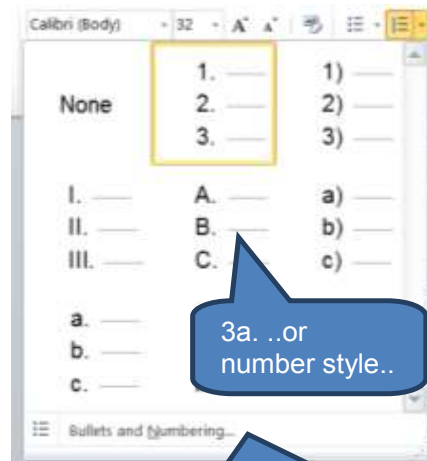 Calibri (Body) 32 A A
None
1.
2.
3.
1)
2)
3)
I.
II.
III.
A.
B.
C.
a)
b)
c)
a.
b.
c.
3a. ..or
number style..
Bullets and Numbering...